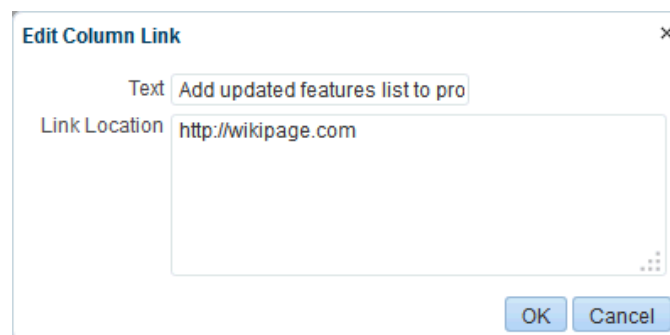 Edit Column Link
Text Add updated features list to pro
Link Location http://wikipage.com
OK Cancel